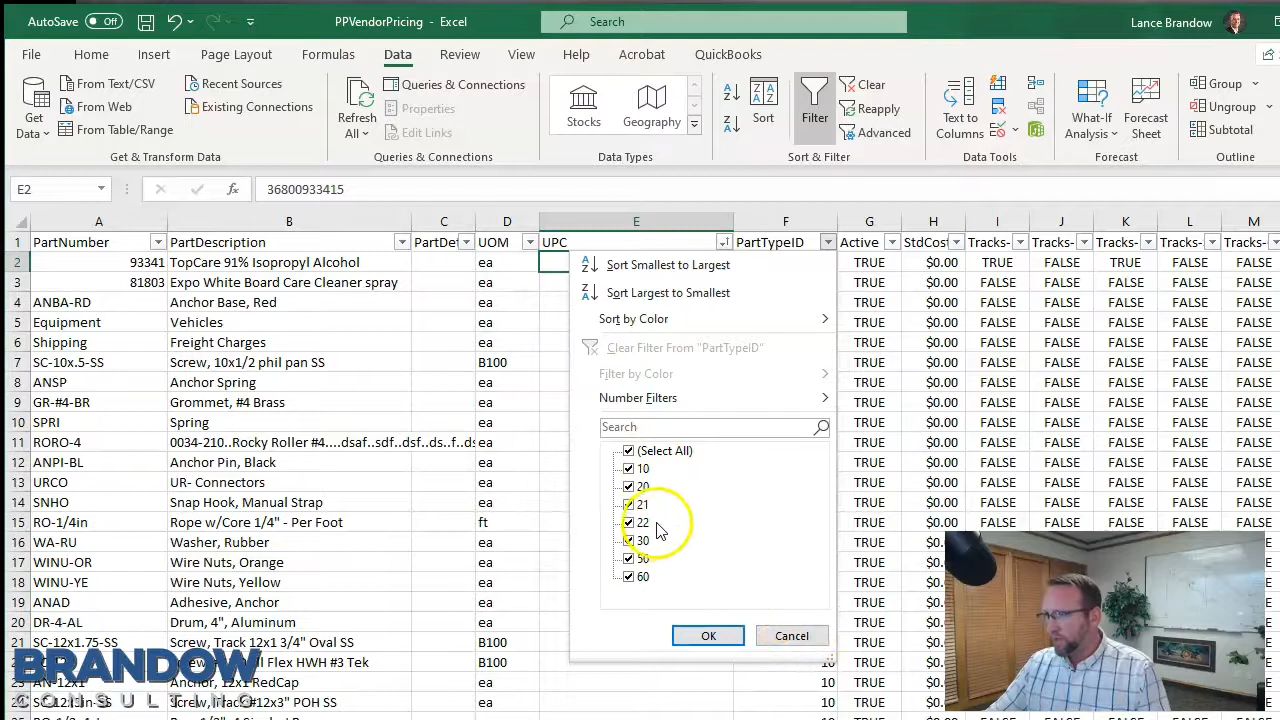 AutoSave Off PPVendorPricing - Excel Search Lance Brandow
File Home Insert Page Layout Formulas Data Review View Help Acrobat QuickBooks
Get Data
From Text/CSV
From Web
From Table/Range
Recent Sources
Existing Connections
Get & Transform Data
Refresh All
Queries & Connections
Properties
Edit Links
Queries & Connections
Stocks Geography
Data Types
Sort
Filter
Clear
Reapply
Advanced
Sort & Filter
Text to Columns
Data Tools
What-If Analysis
Forecast Sheet
Forecast
Group
Ungroup
Subtotal
Outline
E2 fx 36800933415
A B C D E F G H I J K L M
1 PartNumber PartDescription PartDet UOM UPC PartTypeID Active StdCost Tracks- Tracks- Tracks- Tracks- Tracks-
2 93341 TopCare 91% Isopropyl Alcohol ea TRUE $0.00 TRUE FALSE TRUE FALSE FALSE
3 81803 Expo White Board Care Cleaner spray ea TRUE $0.00 FALSE FALSE FALSE FALSE FALSE
4 ANBA-RD Anchor Base, Red ea TRUE $0.00 FALSE FALSE FALSE FALSE FALSE
5 Equipment Vehicles ea TRUE $0.00 FALSE FALSE FALSE FALSE FALSE
6 Shipping Freight Charges ea TRUE $0.00 FALSE FALSE FALSE FALSE FALSE
7 SC-10x.5-SS Screw, 10x1/2 phil pan SS B100 TRUE $0.00 FALSE FALSE FALSE FALSE FALSE
8 ANSP Anchor Spring ea TRUE $0.00 FALSE FALSE FALSE FALSE FALSE
9 GR-#4-BR Grommet, #4 Brass ea TRUE $0.00 FALSE FALSE FALSE FALSE FALSE
10 SPRI Spring ea TRUE $0.00 FALSE FALSE FALSE FALSE FALSE
11 RORO-4 0034-210..Rocky Roller #4....dsaf..sdf..dsf..ds..f..ds ea TRUE $0.00 FALSE FALSE FALSE FALSE FALSE
12 ANPI-BL Anchor Pin, Black ea TRUE $0.00 FALSE FALSE FALSE FALSE FALSE
13 URCO UR- Connectors ea TRUE $0.00 FALSE FALSE FALSE FALSE FALSE
14 SNHO Snap Hook, Manual Strap ea TRUE $0.00 FALSE FALSE FALSE FALSE FALSE
15 RO-1/4in Rope w/Core 1/4" - Per Foot ft TRUE $0.00 FALSE FALSE FALSE FALSE FALSE
16 WA-RU Washer, Rubber ea TRUE
17 WINU-OR Wire Nuts, Orange ea TRUE
18 WINU-YE Wire Nuts, Yellow ea TRUE
19 ANAD Adhesive, Anchor ea TRUE
20 DR-4-AL Drum, 4", Aluminum ea TRUE
21 SC-12x1.75-SS Screw, Track 12x1 3/4" Oval SS B100 TRUE
Flex HWH #3 Tek B100 TRUE
RedCap ea 10 TRUE
#12x3" POH SS ea 10 TRUE
Sort Smallest to Largest
Sort Largest to Smallest
Sort by Color
Clear Filter From "PartTypeID"
Filter by Color
Number Filters
Search
(Select All)
10
20
21
22
30
50
60
OK Cancel
BRANDOW
CONSULTING